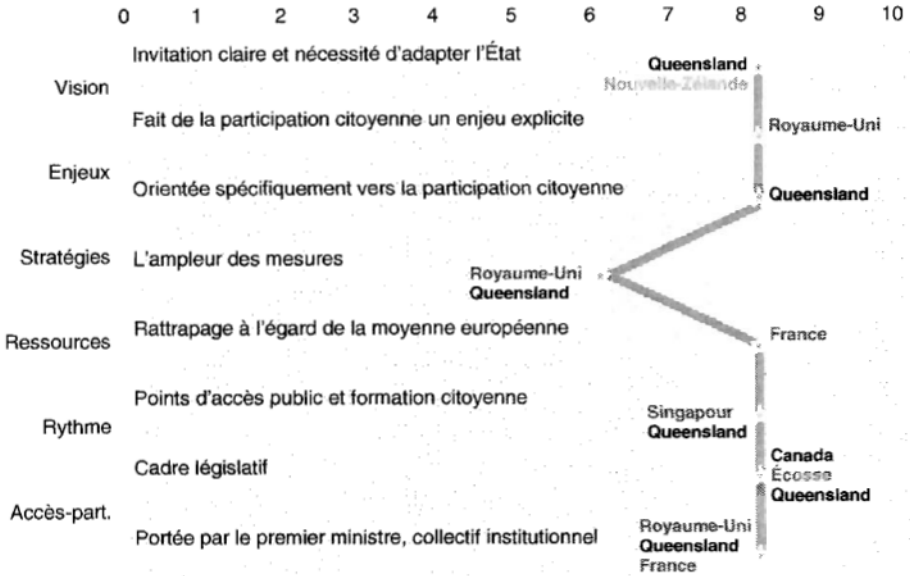 0 1 2 3 4 5 6 7 8 9 10
Invitation claire et nécessité d'adapter l'État
Queensland
Nouvelle-Zélande
Vision
Fait de la participation citoyenne un enjeu explicite
Royaume-Uni
Enjeux
Orientée spécifiquement vers la participation citoyenne
Queensland
Stratégies
L'ampleur des mesures
Royaume-Uni
Queensland
Rattrapage à l'égard de la moyenne européenne
France
Ressources
Points d'accès public et formation citoyenne
Singapour
Queensland
Rythme
Cadre législatif
Canada
Écosse
Queensland
Accès-part.
Portée par le premier ministre, collectif institutionnel
Royaume-Uni
Queensland
France